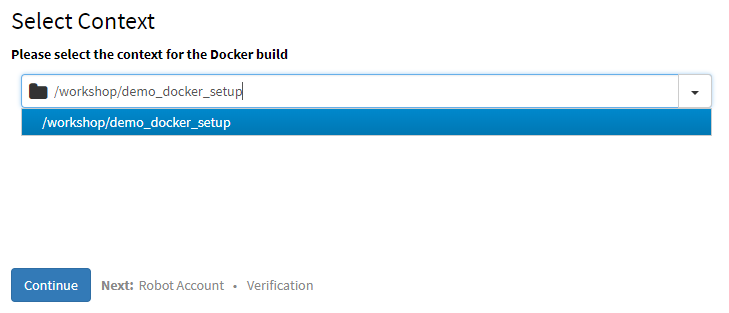 Select Context
Please select the context for the Docker build
/workshop/demo_docker_setup
/workshop/demo_docker_setup
Continue Next: Robot Account • Verification